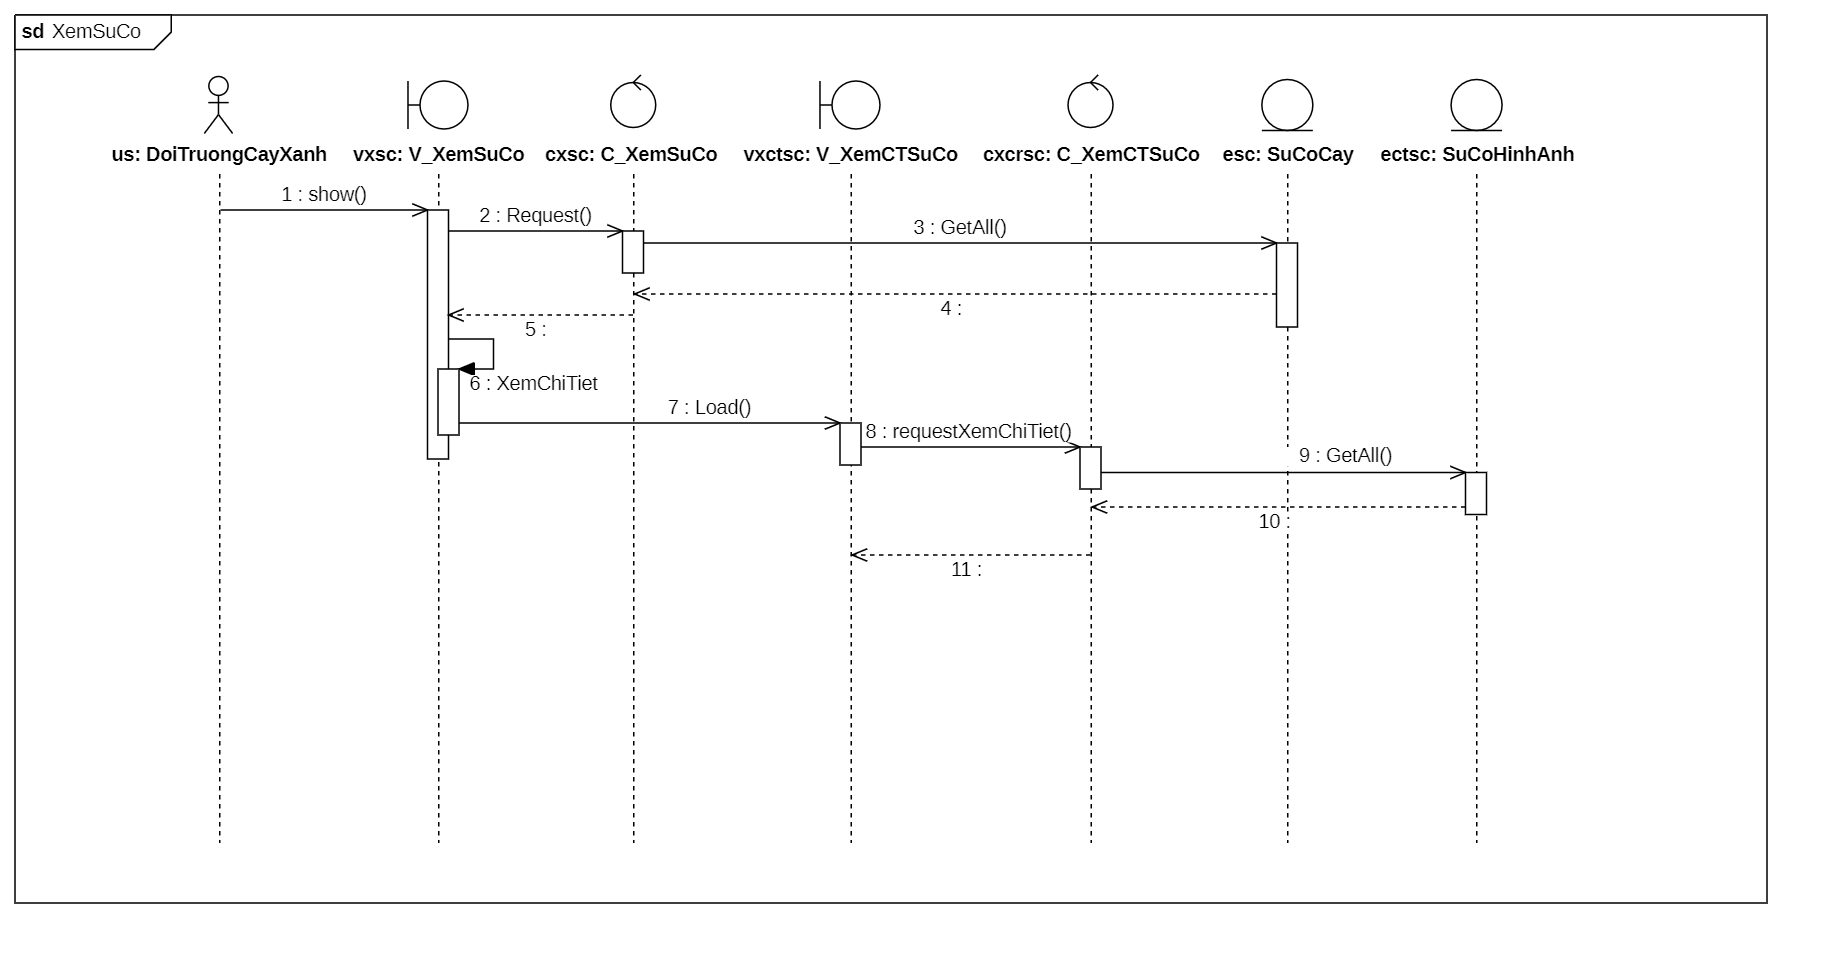 sd XemSuCo
us: DoiTruongCayXanh
vxsc: V_XemSuCo
cxsc: C_XemSuCo
vxctsc: V_XemCTSuCo
cxcrsc: C_XemCTSuCo
esc: SuCoCay
ectsc: SuCoHinhAnh
1 : show()
2 : Request()
3 : GetAll()
4 :
5 :
6 : XemChiTiet
7 : Load()
8 : requestXemChiTiet()
9 : GetAll()
10 :
11 :